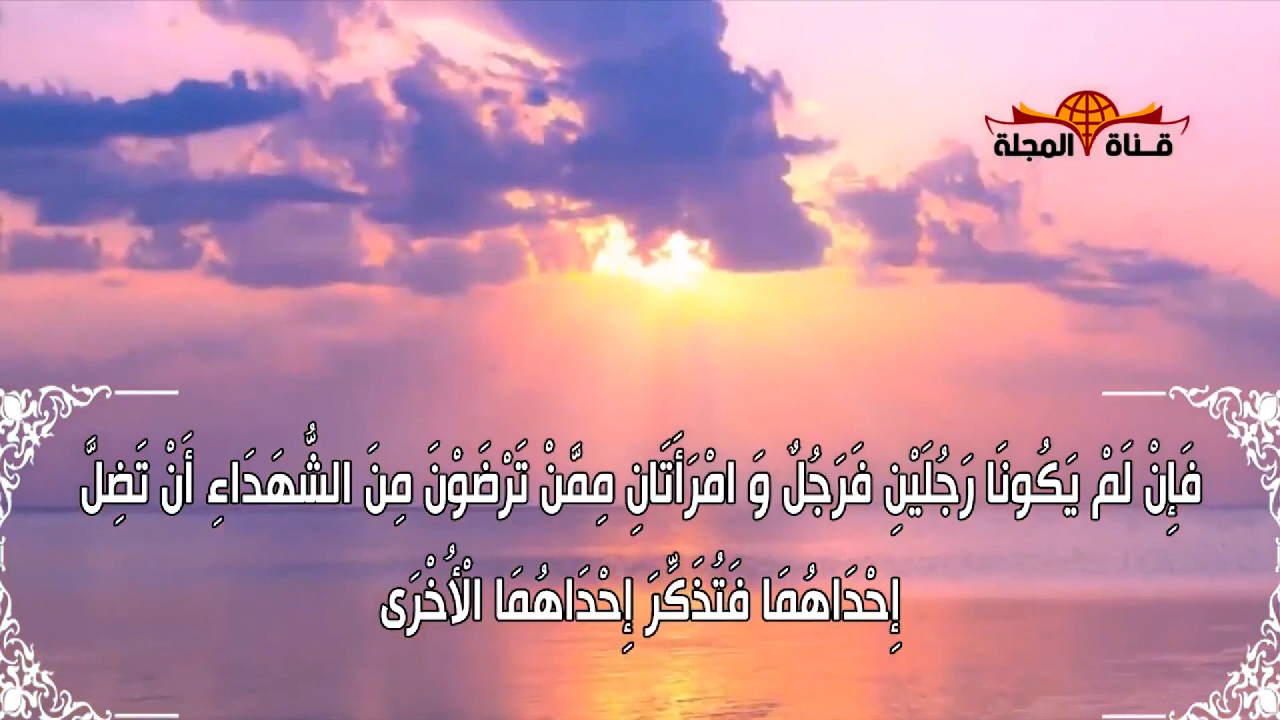 قناة المجلة
فَإِنْ لَمْ يَكُونَا رَجُلَيْنِ فَرَجُلٌ وَ امْرَأَتَانِ مِمَّنْ تَرْضَوْنَ مِنَ الشُّهَدَاءِ أَنْ تَضِلَّ
إِحْدَاهُمَا فَتُذَكِّرَ إِحْدَاهُمَا الْأُخْرَى